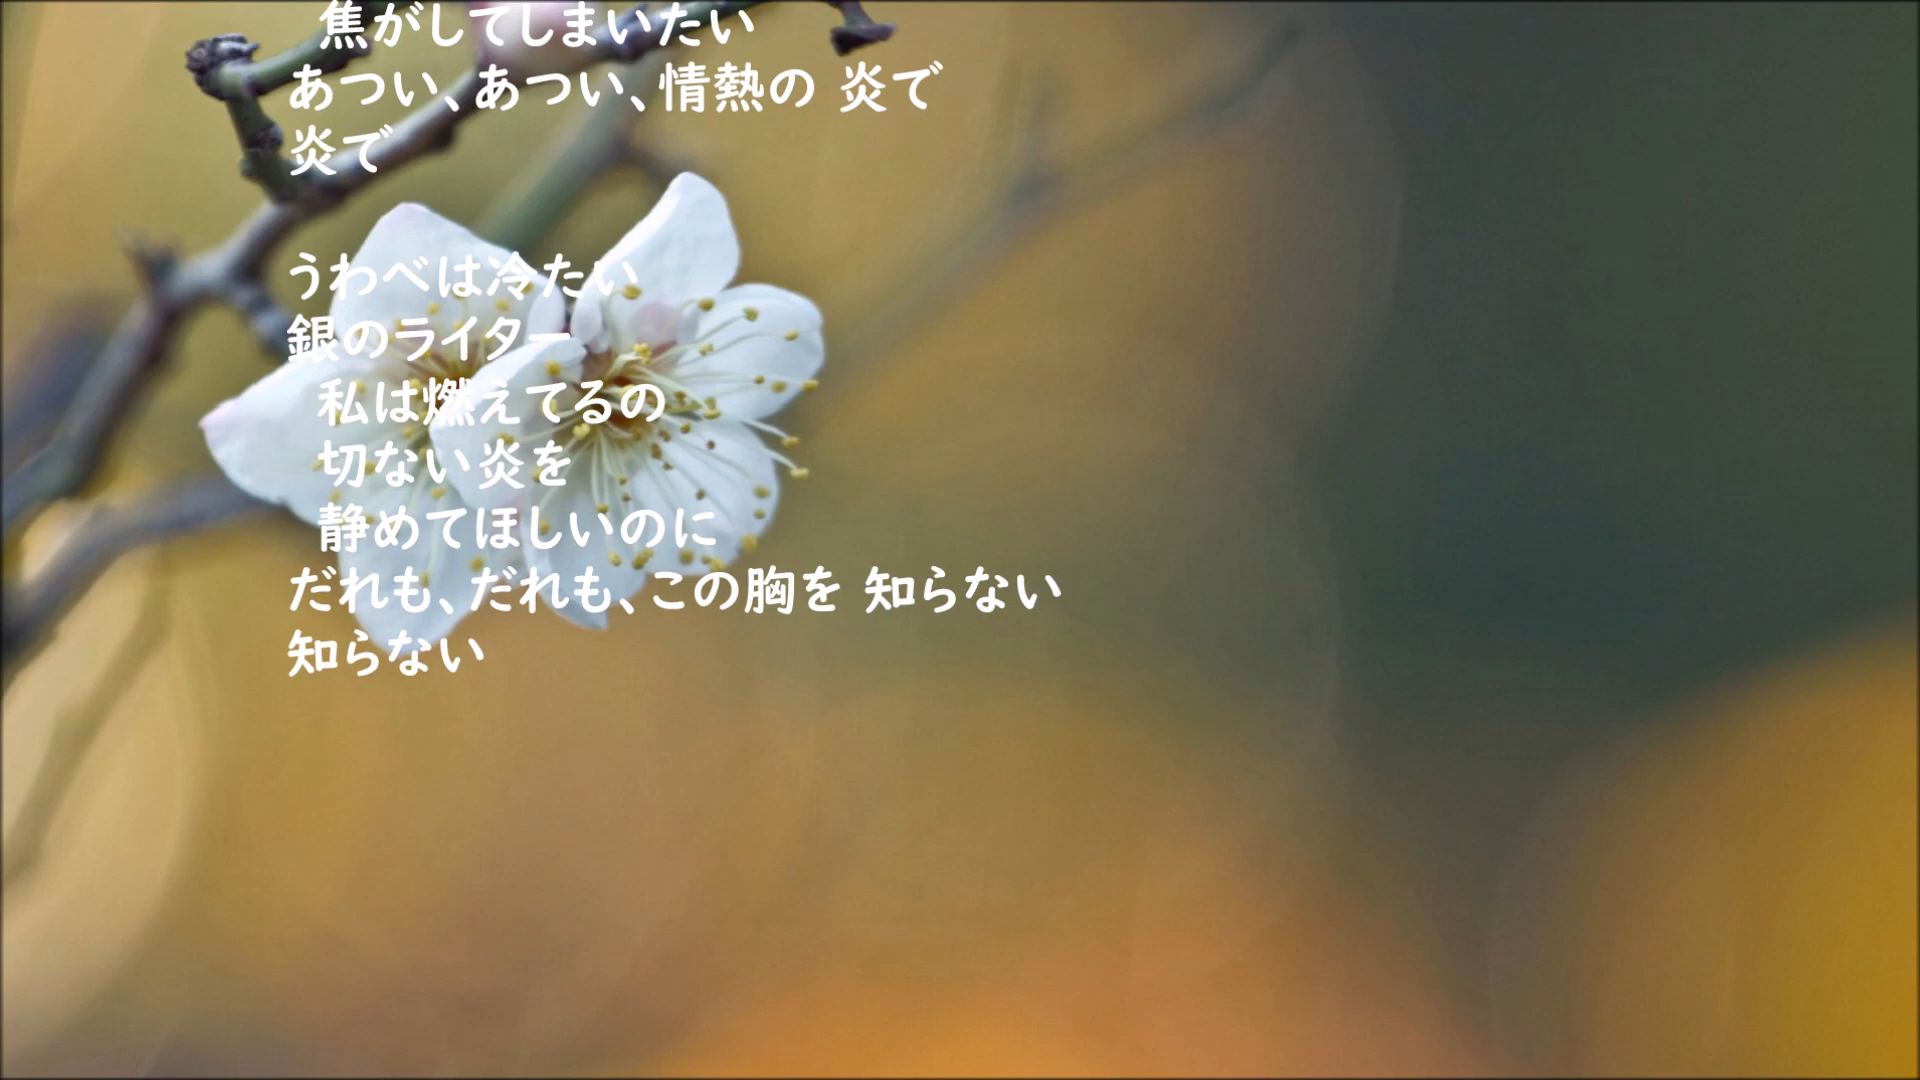 焦がしてしまいたい
あつい、あつい、情熱の 炎で
炎で
うわべは冷たい
銀のライター
私は燃えてるの
切ない炎を
静めてほしいのに
だれも、だれも、この胸を 知らない
知らない